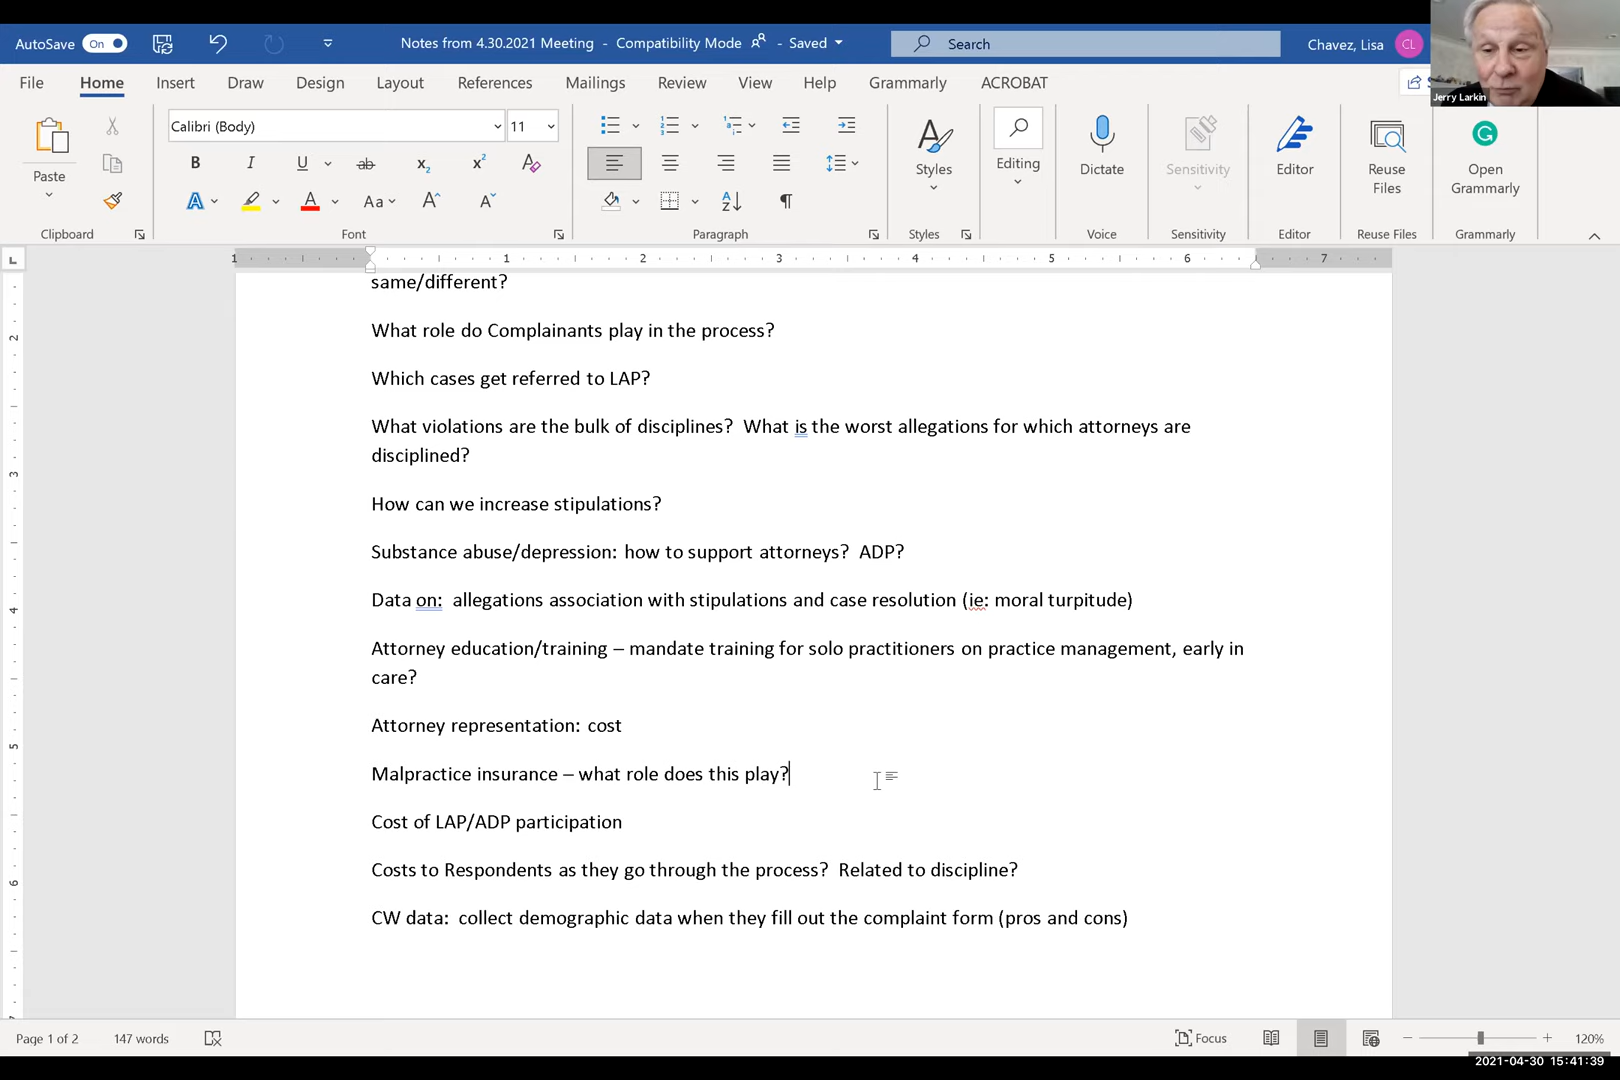 AutoSave On Notes from 4.30.2021 Meeting - Compatibility Mode - Saved Search Chavez, Lisa CL
File Home Insert Draw Design Layout References Mailings Review View Help Grammarly ACROBAT
Jerry Larkin
Calibri (Body) 11
Paste
Styles Editing Dictate Sensitivity Editor Reuse Files Open Grammarly
Clipboard Font Paragraph Styles Voice Sensitivity Editor Reuse Files Grammarly
1 1 2 3 4 5 6 7
same/different?
What role do Complainants play in the process?
Which cases get referred to LAP?
What violations are the bulk of disciplines?  What is the worst allegations for which attorneys are
disciplined?
How can we increase stipulations?
Substance abuse/depression: how to support attorneys?  ADP?
Data on:  allegations association with stipulations and case resolution (ie: moral turpitude)
Attorney education/training – mandate training for solo practitioners on practice management, early in
care?
Attorney representation: cost
Malpractice insurance – what role does this play?
Cost of LAP/ADP participation
Costs to Respondents as they go through the process?  Related to discipline?
CW data:  collect demographic data when they fill out the complaint form (pros and cons)
Page 1 of 2 147 words Focus 120%
2021-04-30 15:41:39